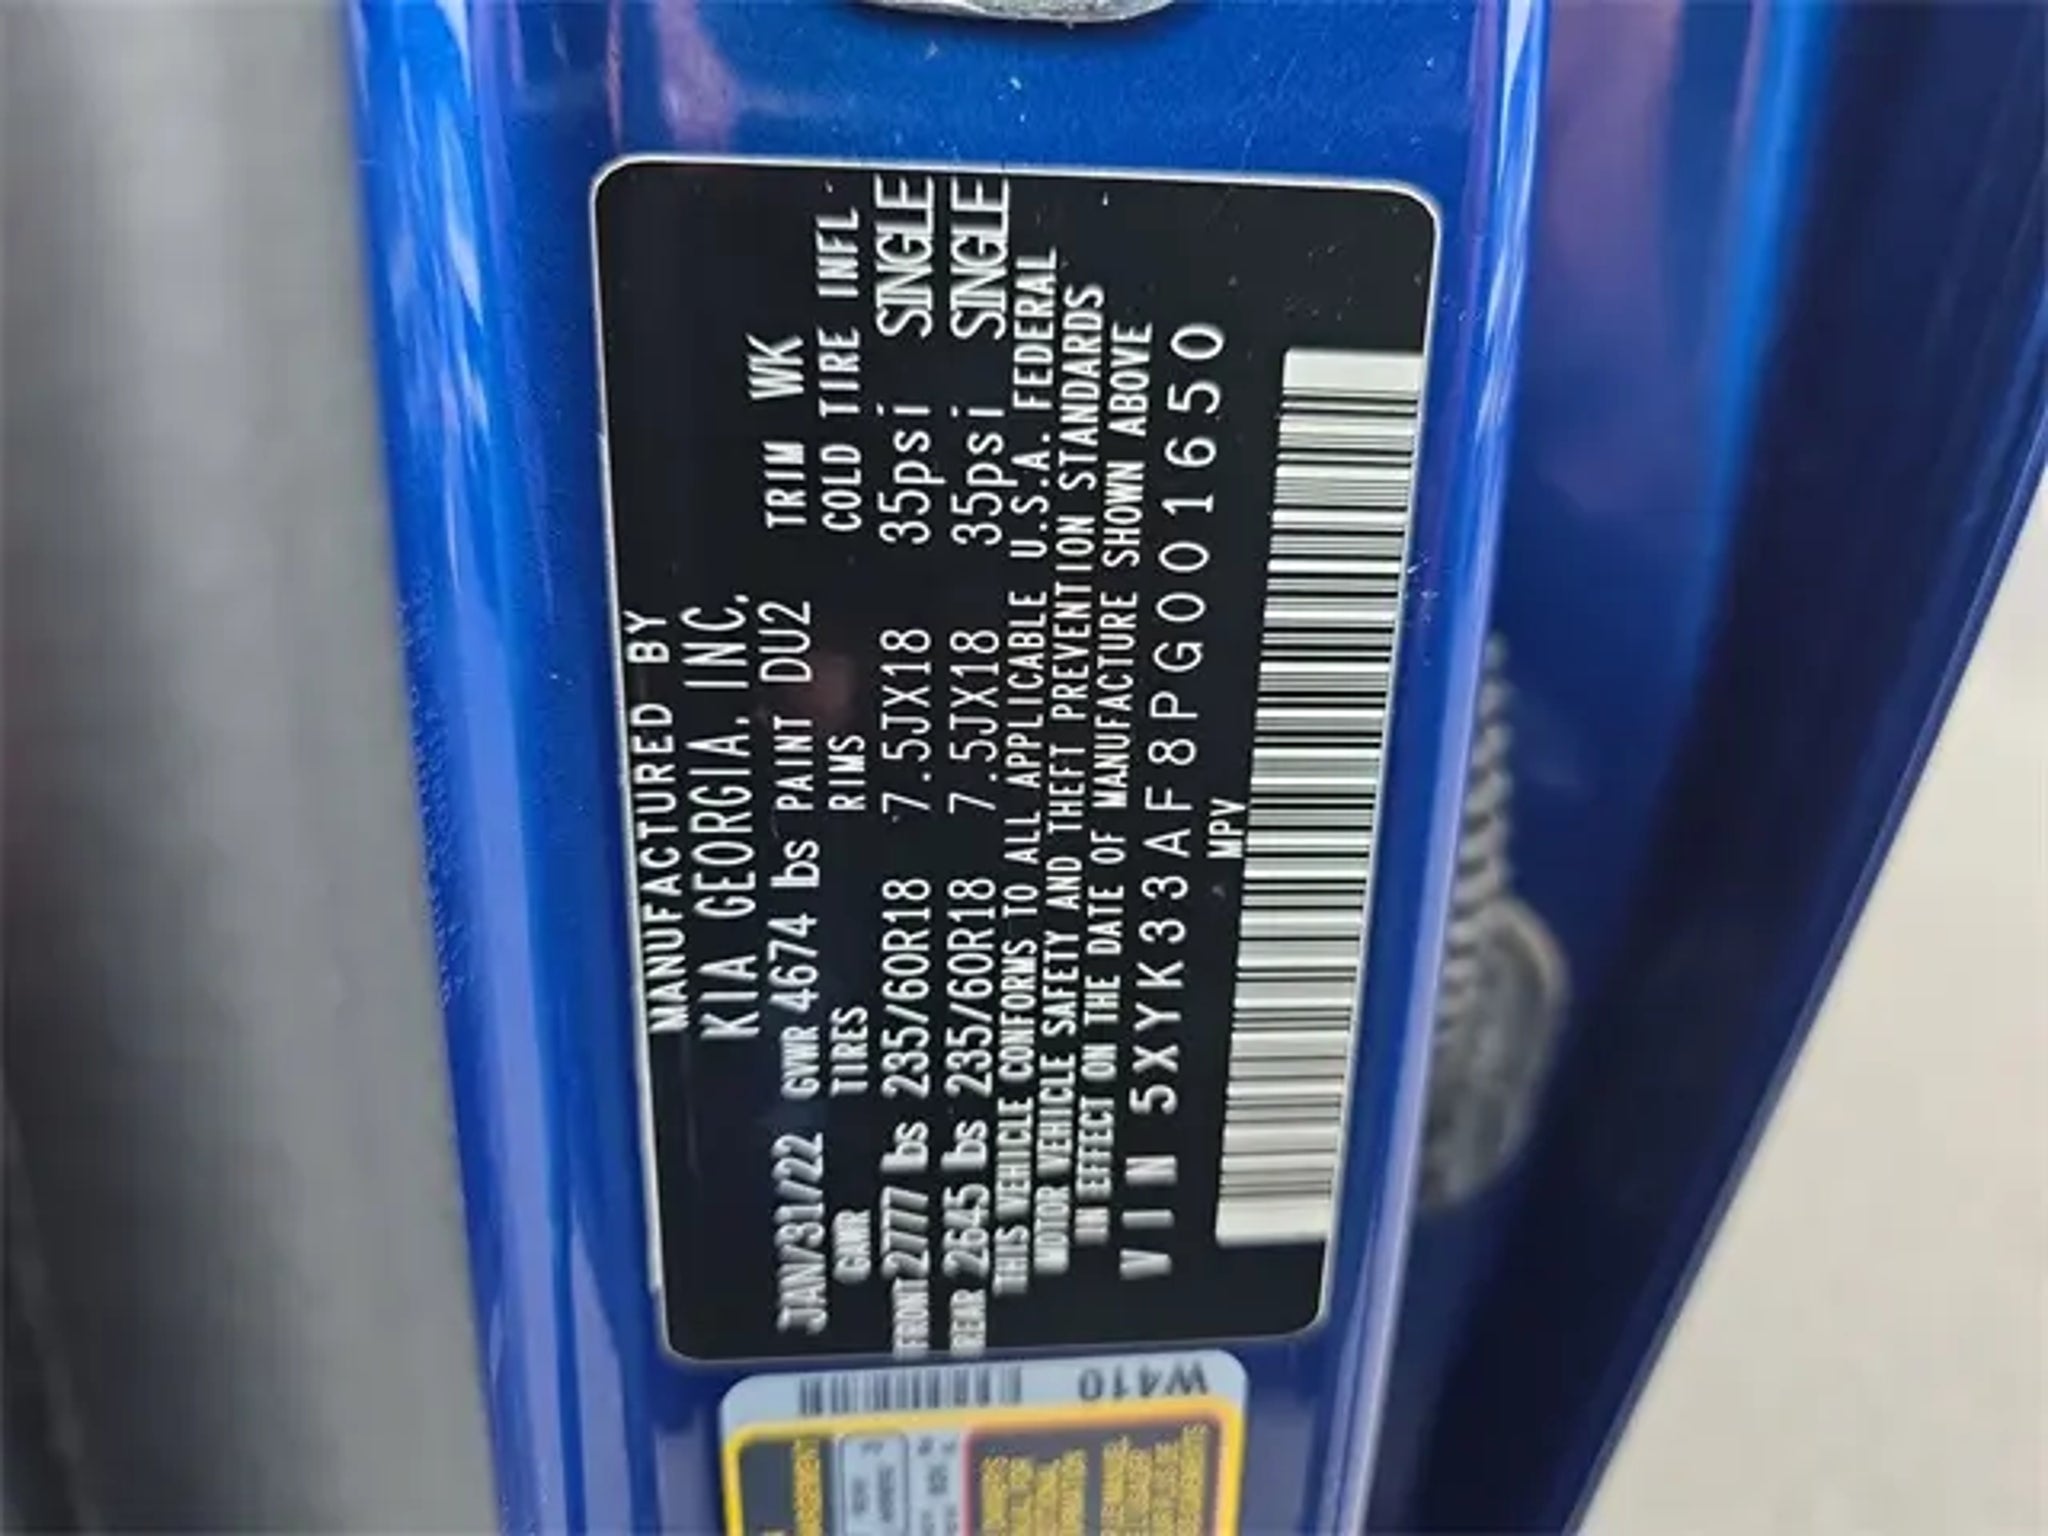 MANUFACTURED BY
KIA GEORGIA, INC.
JAN/31/22 GVWR 4674 lbs PAINT DU2 TRIM WK
GAWR TIRES RIMS COLD TIRE INFL
FRONT 2777 lbs 235/60R18 7.5JX18 35psi SINGLE
REAR 2645 lbs 235/60R18 7.5JX18 35psi SINGLE
THIS VEHICLE CONFORMS TO ALL APPLICABLE U.S.A. FEDERAL
MOTOR VEHICLE SAFETY AND THEFT PREVENTION STANDARDS
IN EFFECT ON THE DATE OF MANUFACTURE SHOWN ABOVE
VIN 5XYK33AF8PG001650
MPV
W410